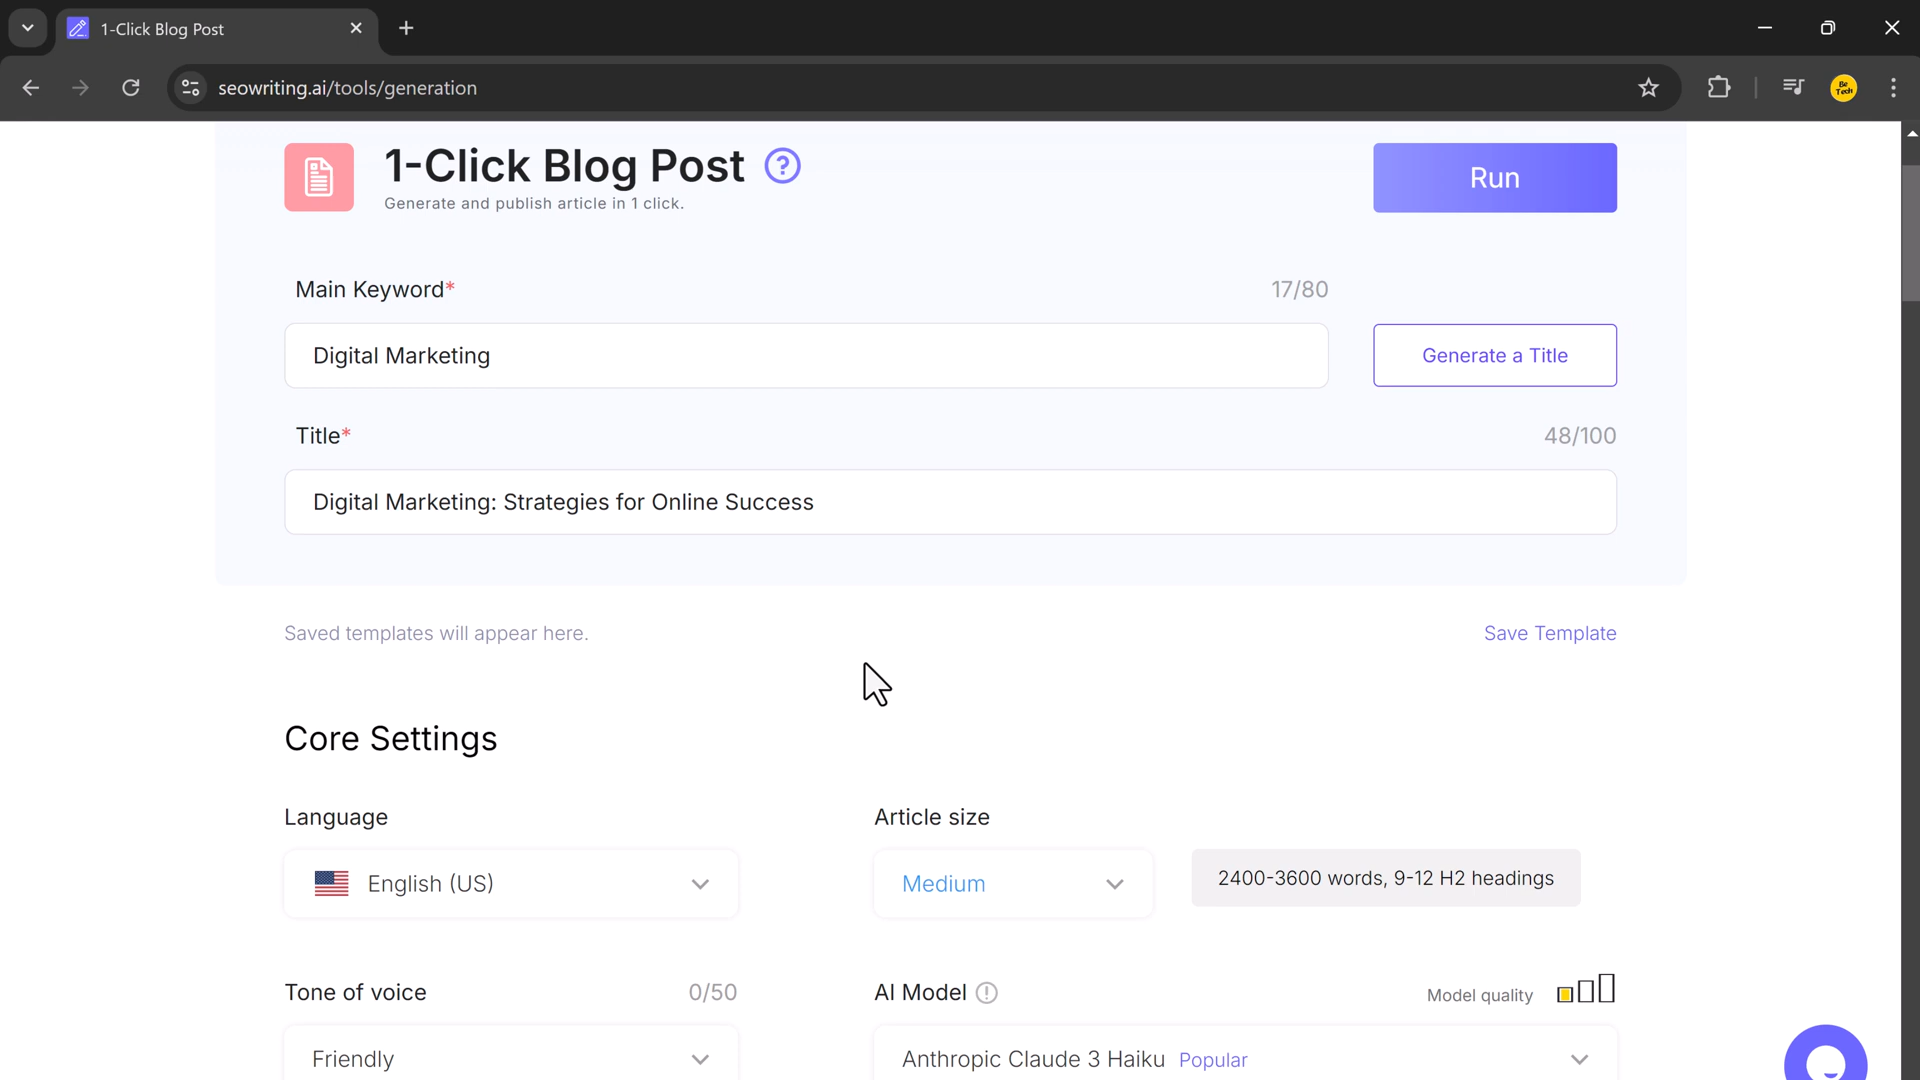 1-Click Blog Post
seowriting.ai/tools/generation
Be
Tech
1-Click Blog Post ?
Generate and publish article in 1 click.
Run
Main Keyword*
17/80
Digital Marketing
Generate a Title
Title*
48/100
Digital Marketing: Strategies for Online Success
Saved templates will appear here.
Save Template
Core Settings
Language
Article size
English (US)
Medium
2400-3600 words, 9-12 H2 headings
Tone of voice
0/50
AI Model
Model quality
Friendly
Anthropic Claude 3 Haiku Popular